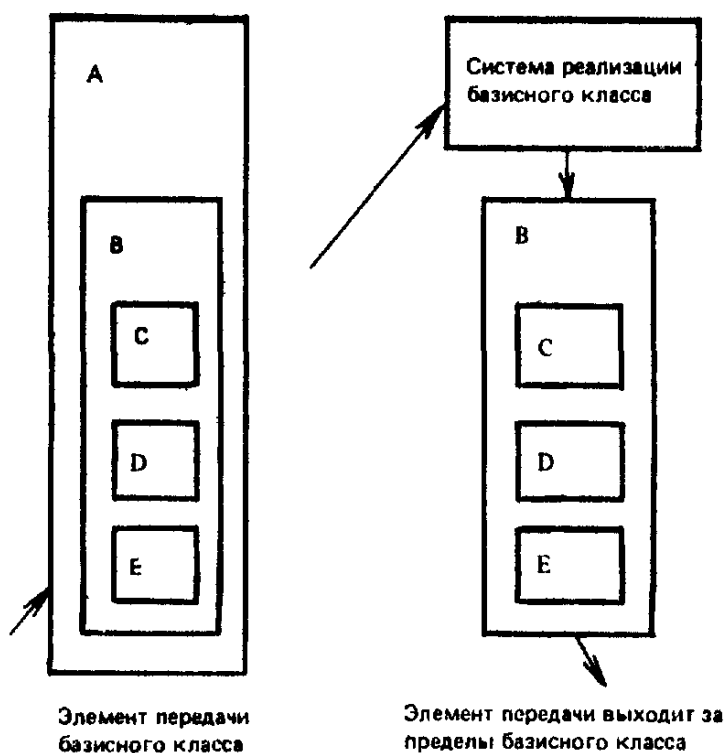 A
B
C
D
E
Элемент передачи
базисного класса
Система реализации
базисного класса
B
C
D
E
Элемент передачи выходит за
пределы базисного класса